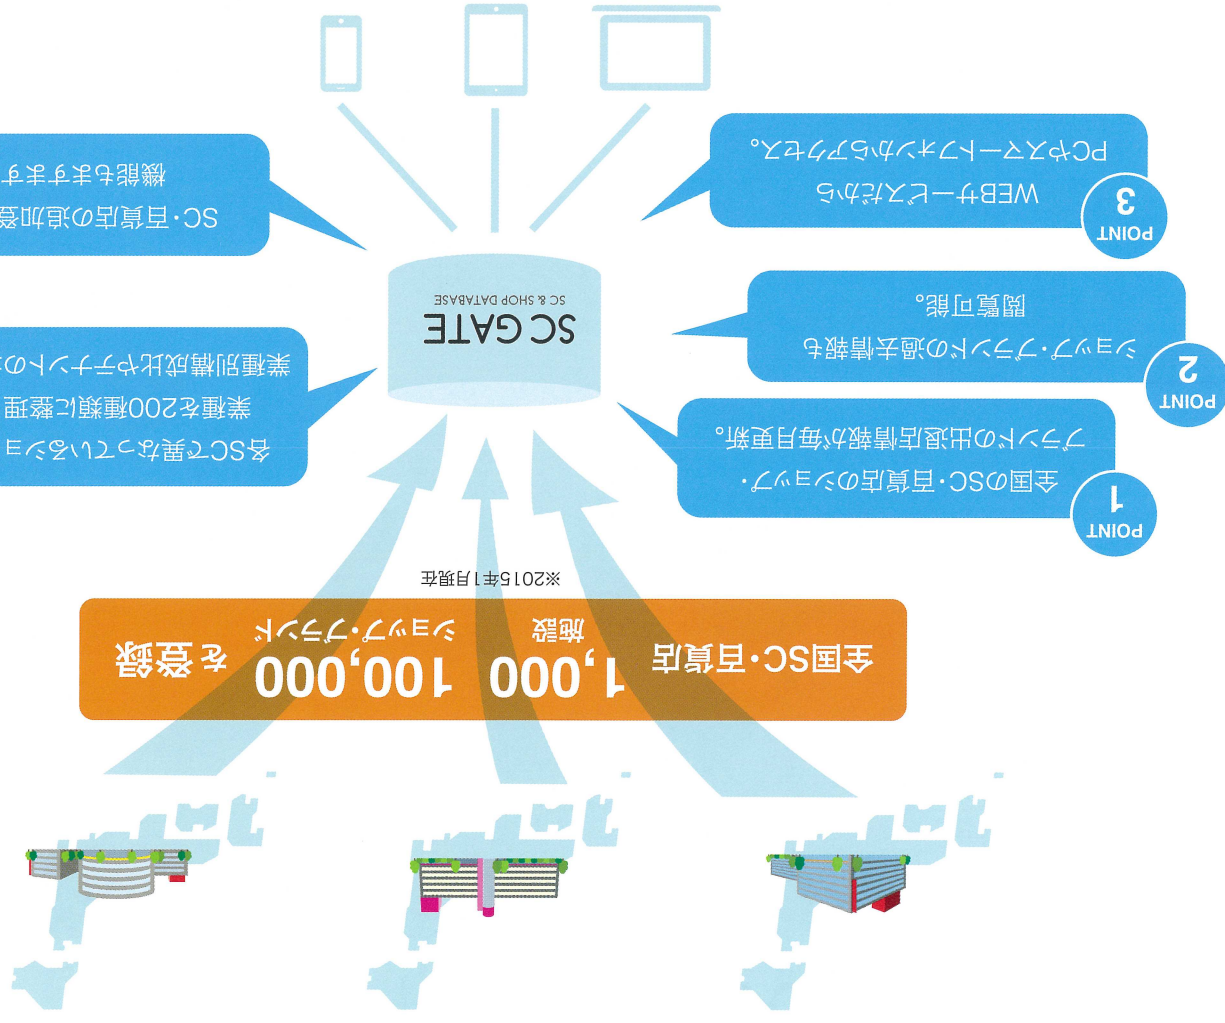 全国SC・百貨店 1,000 施設 100,000 ショップ・ブランド を登録
※2015年1月現在
POINT 1
全国のSC・百貨店のショップ・
ブランドの出退店情報が毎月更新。
POINT 2
ショップ・ブランドの過去情報も
閲覧可能。
POINT 3
WEBサービスだから
PCやスマートフォンからアクセス。
各SCで異なっているショ
業種を200種類に整理
業種別構成比やテナントの
SC・百貨店の追加登
機能もますます
SC GATE
SC & SHOP DATABASE